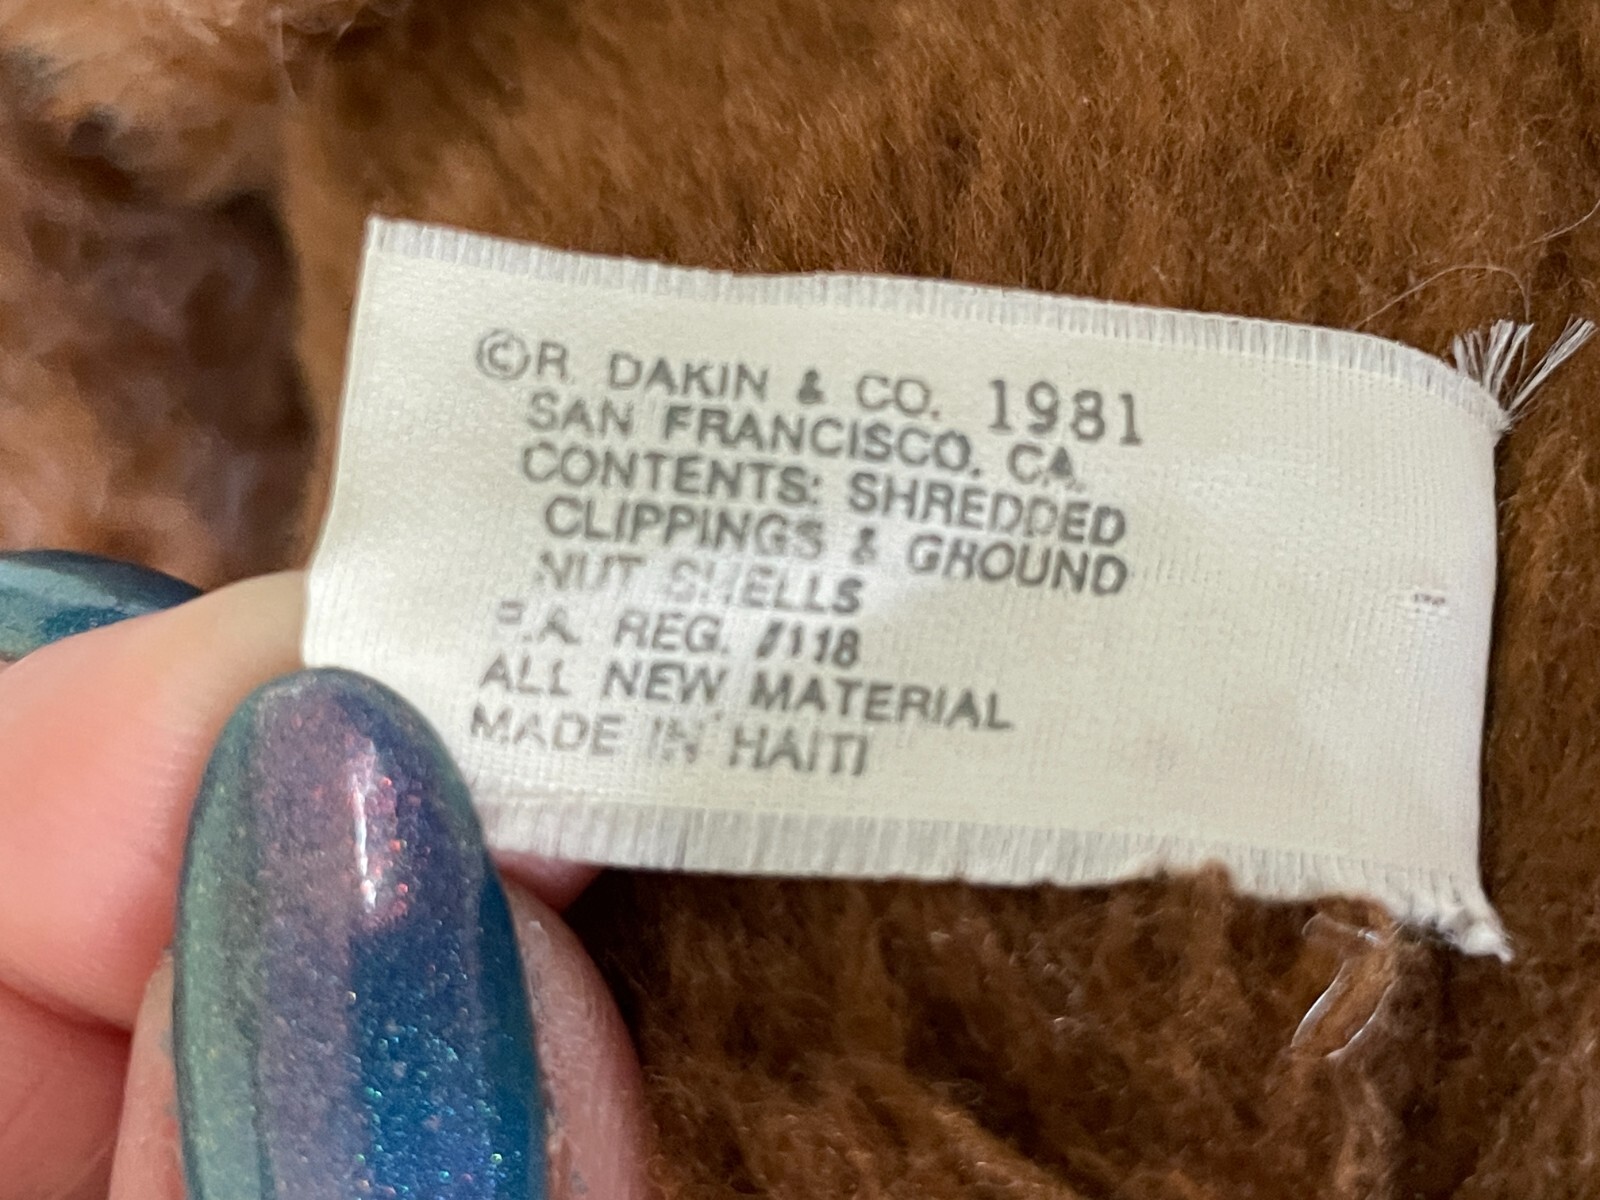 ©R. DAKIN & CO. 1981
SAN FRANCISCO, CA.
CONTENTS: SHREDDED
CLIPPINGS & GROUND
NUT SHELLS
P.A. REG. #118
ALL NEW MATERIAL
MADE IN HAITI